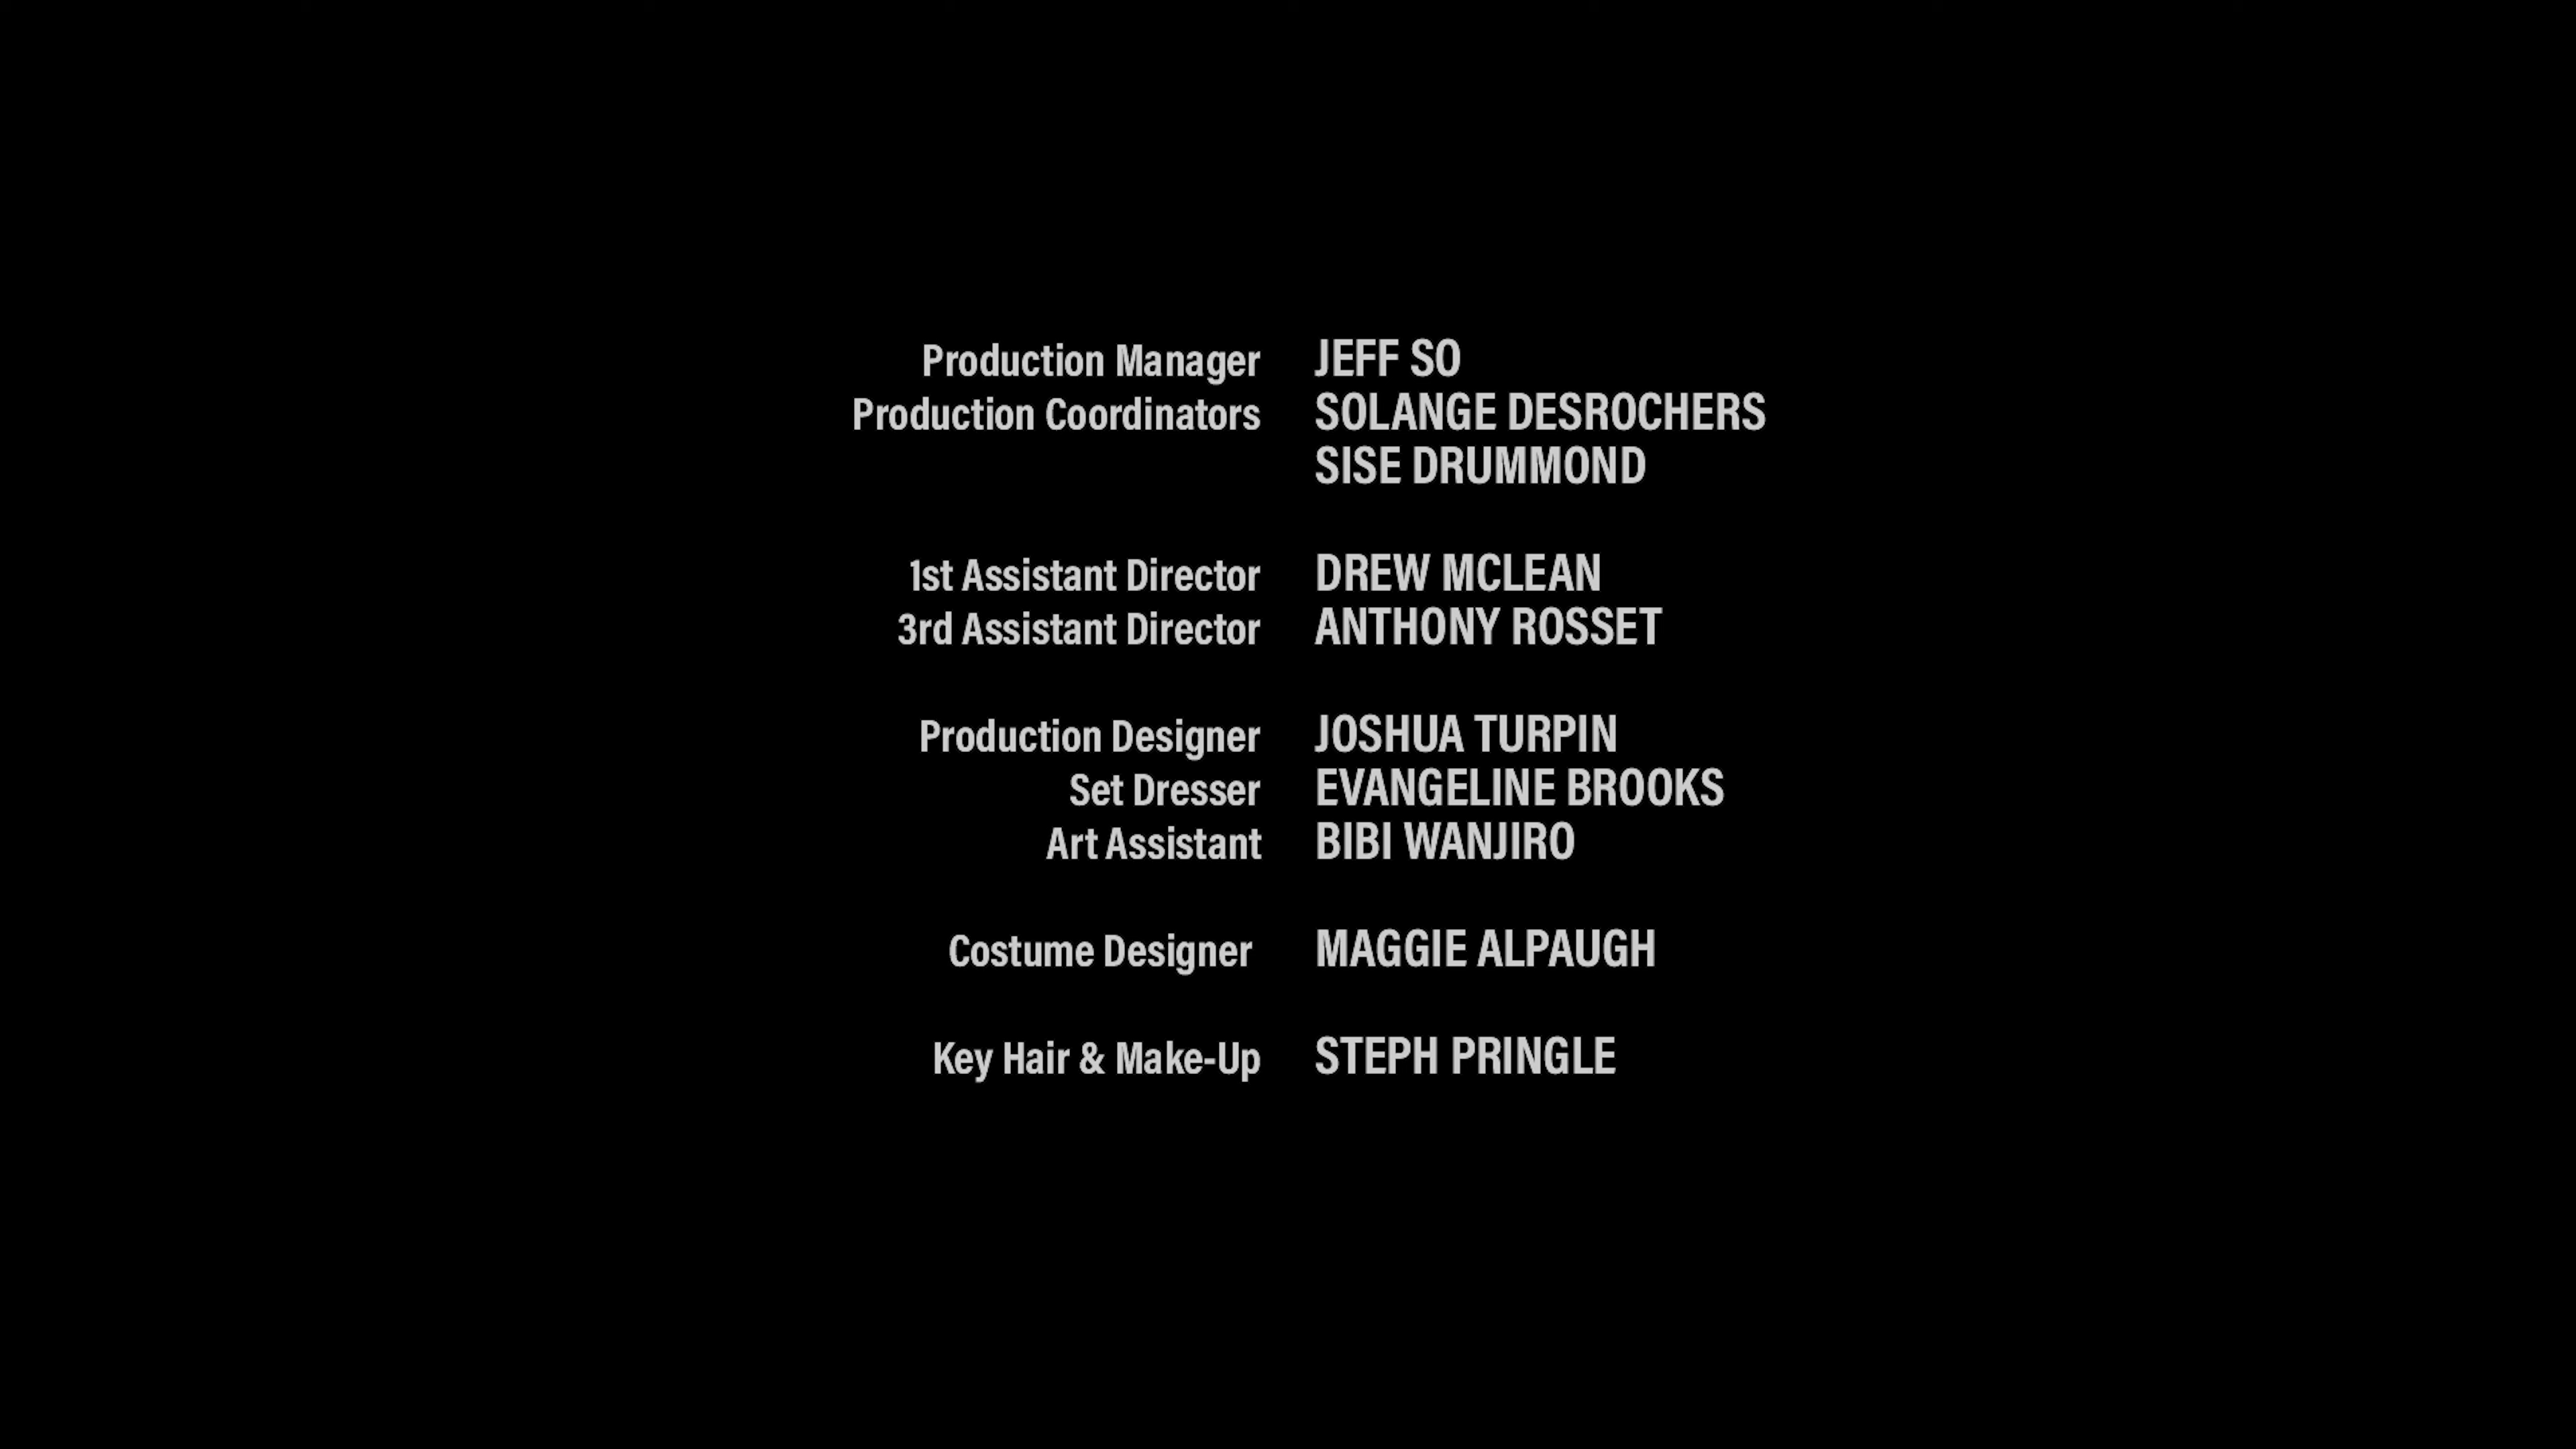 Production Manager JEFF SO
Production Coordinators SOLANGE DESROCHERS
SISE DRUMMOND
1st Assistant Director DREW MCLEAN
3rd Assistant Director ANTHONY ROSSET
Production Designer JOSHUA TURPIN
Set Dresser EVANGELINE BROOKS
Art Assistant BIBI WANJIRO
Costume Designer MAGGIE ALPAUGH
Key Hair & Make-Up STEPH PRINGLE